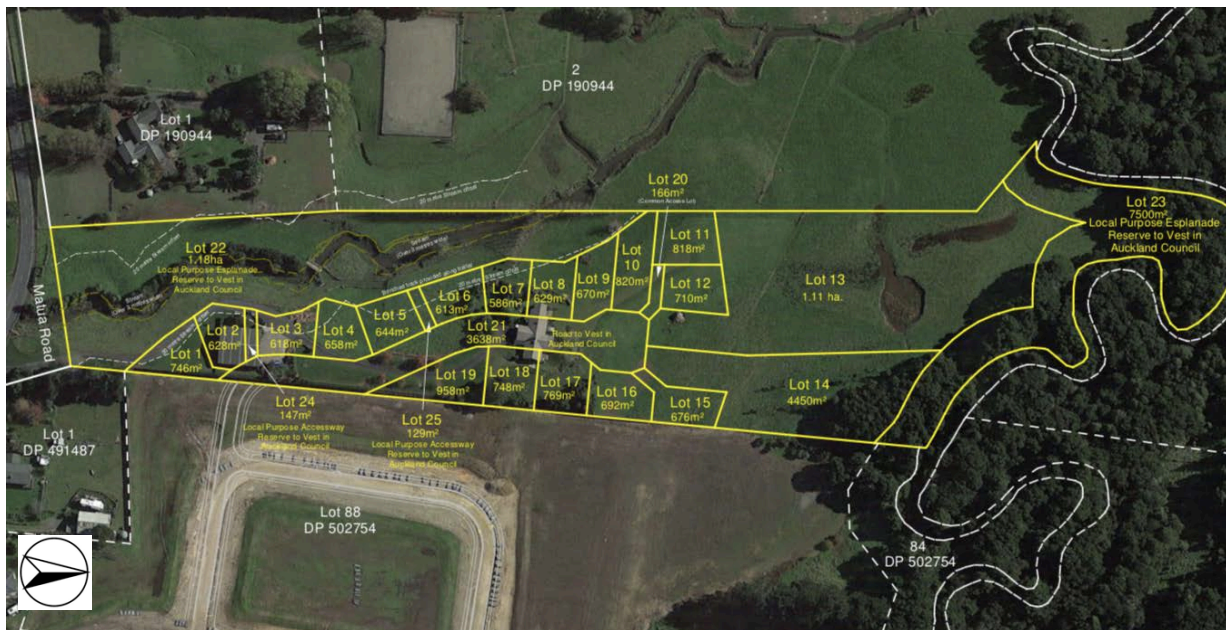 2
DP 190944
Lot 1
DP 190944
Lot 20
166m²
(Common Access Lot)
Lot 23
7500m²
Local Purpose Esplanade
Reserve to Vest in
Auckland Council
Lot 22
1.18ha
Local Purpose Esplanade
Reserve to Vest in
Auckland Council
Lot 11
818m²
Lot 10
820m²
Lot 12
710m²
Lot 13
1.11 ha.
Lot 9
670m²
Lot 8
629m²
Lot 7
586m²
Lot 6
613m²
Lot 5
644m²
Lot 4
658m²
Lot 3
618m²
Lot 2
628m²
Lot 1
746m²
Matua Road
Lot 21
3638m²
Road to Vest in
Auckland Council
Lot 19
958m²
Lot 18
748m²
Lot 17
769m²
Lot 16
692m²
Lot 15
676m²
Lot 14
4450m²
Lot 24
147m²
Local Purpose Accessway
Reserve to Vest in
Auckland Council
Lot 25
129m²
Local Purpose Accessway
Reserve to Vest in
Auckland Council
Lot 1
DP 491487
Lot 88
DP 502754
84
DP 502754